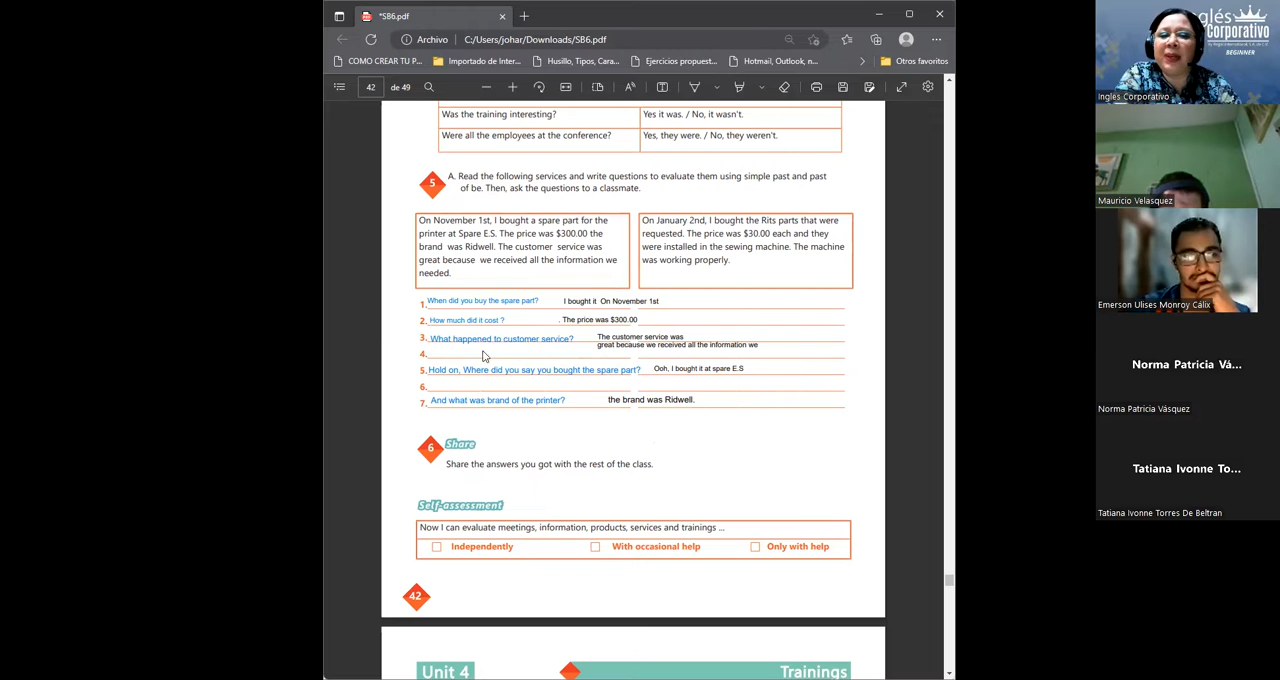 *SB6.pdf
Archivo
C:/Users/johar/Downloads/SB6.pdf
COMO CREAR TU P...
Importado de Inter...
Husillo, Tipos, Cara...
Ejercicios propuest...
Hotmail, Outlook, n...
Otros favoritos
42
de 49
Was the training interesting?
Yes it was. / No, it wasn't.
Were all the employees at the conference?
Yes, they were. / No, they weren't.
5
A. Read the following services and write questions to evaluate them using simple past and past
of be. Then, ask the questions to a classmate.
On November 1st, I bought a spare part for the
printer at Spare E.S. The price was $300.00 the
brand was Ridwell. The customer service was
great because we received all the information we
needed.
On January 2nd, I bought the Rits parts that were
requested. The price was $30.00 each and they
were installed in the sewing machine. The machine
was working properly.
1. When did you buy the spare part? I bought it On November 1st
2. How much did it cost ? . The price was $300.00
3. What happened to customer service? The customer service was
great because we received all the information we
4.
5. Hold on, Where did you say you bought the spare part? Ooh, I bought it at spare E.S
6.
7. And what was brand of the printer? the brand was Ridwell.
6
Share
Share the answers you got with the rest of the class.
Self-assessment
Now I can evaluate meetings, information, products, services and trainings ...
Independently
With occasional help
Only with help
42
Unit 4
Trainings
Inglés
Corporativo
BEGINNER
Inglés Corporativo
Mauricio Velasquez
Emerson Ulises Monroy Cálix
Norma Patricia Vá...
Norma Patricia Vásquez
Tatiana Ivonne To...
Tatiana Ivonne Torres De Beltran